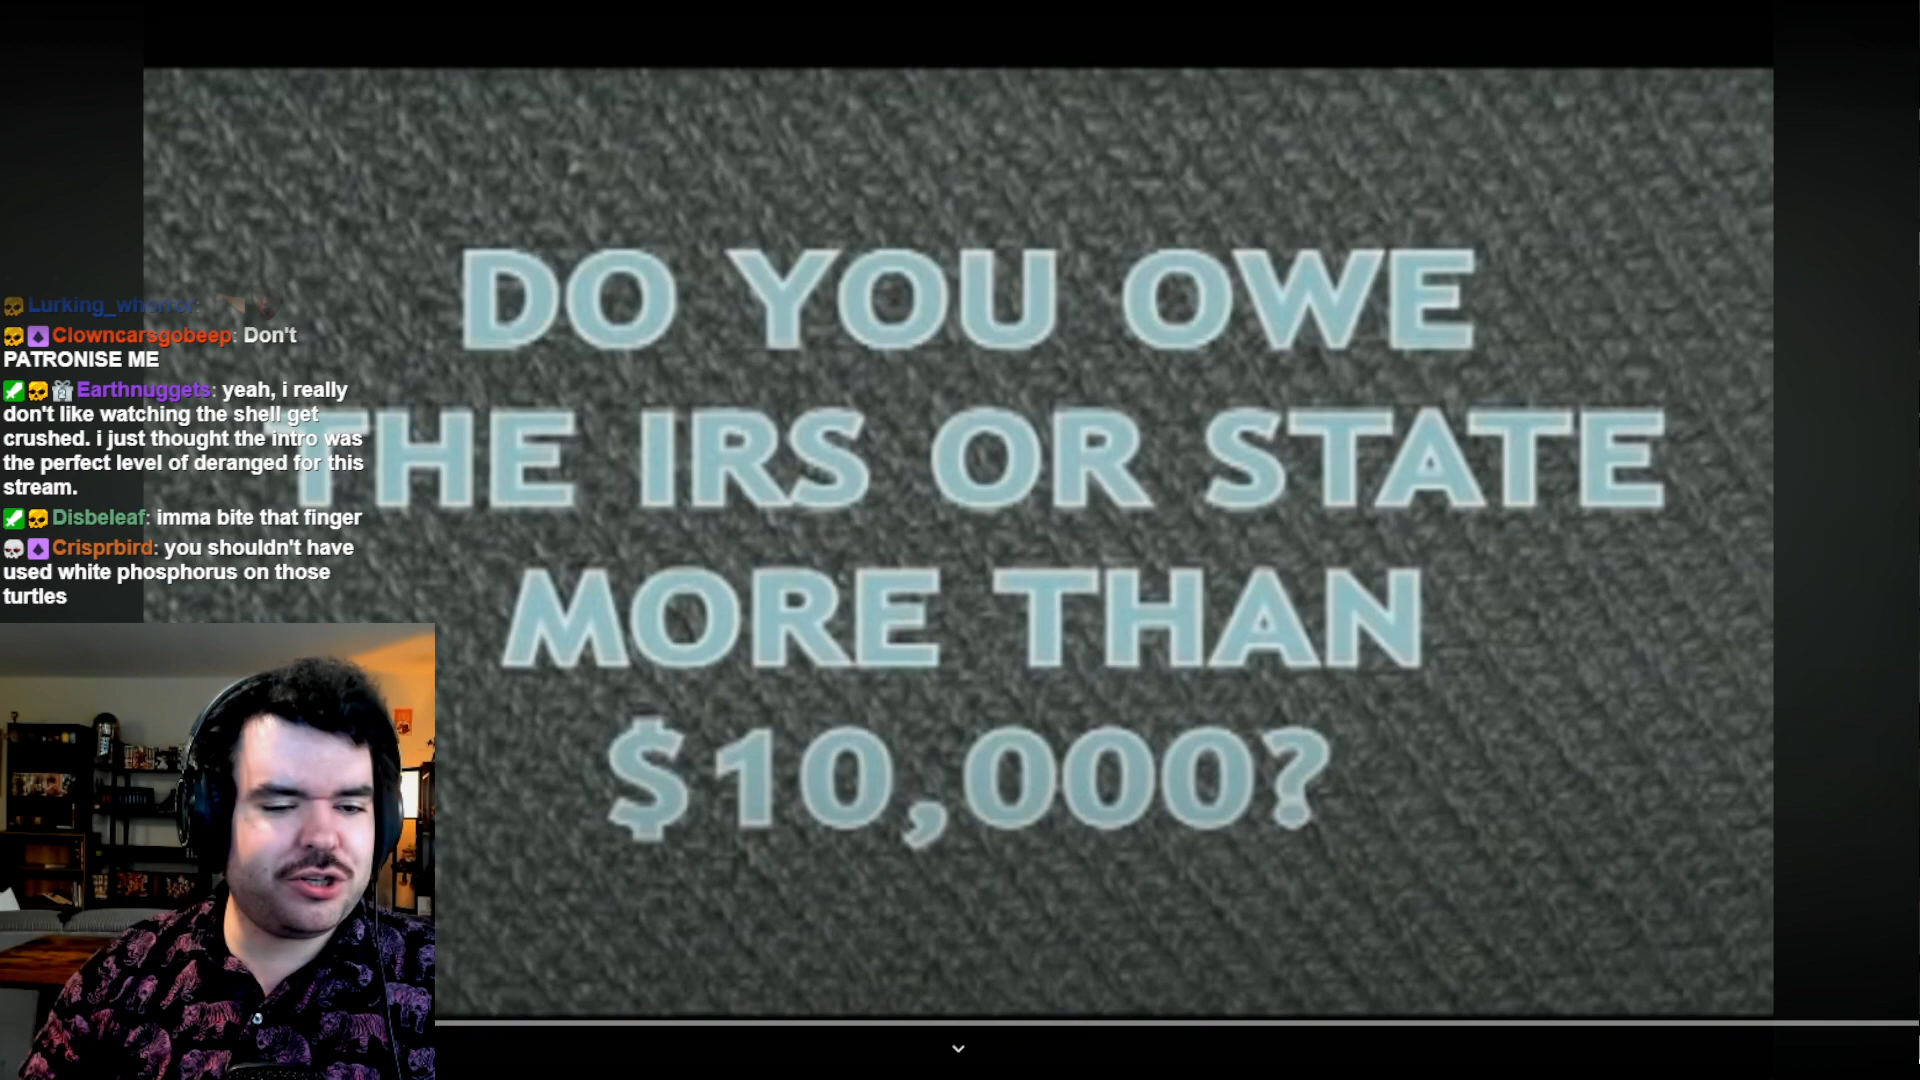 DO YOU OWE
THE IRS OR STATE
MORE THAN
$10,000?
Clowncarsgobeep: Don't
PATRONISE ME
Earthnuggets: yeah, i really
don't like watching the shell get
crushed. i just thought the intro was
the perfect level of deranged for this
stream.
Disbeleaf: imma bite that finger
Crisprbird: you shouldn't have
used white phosphorus on those
turtles